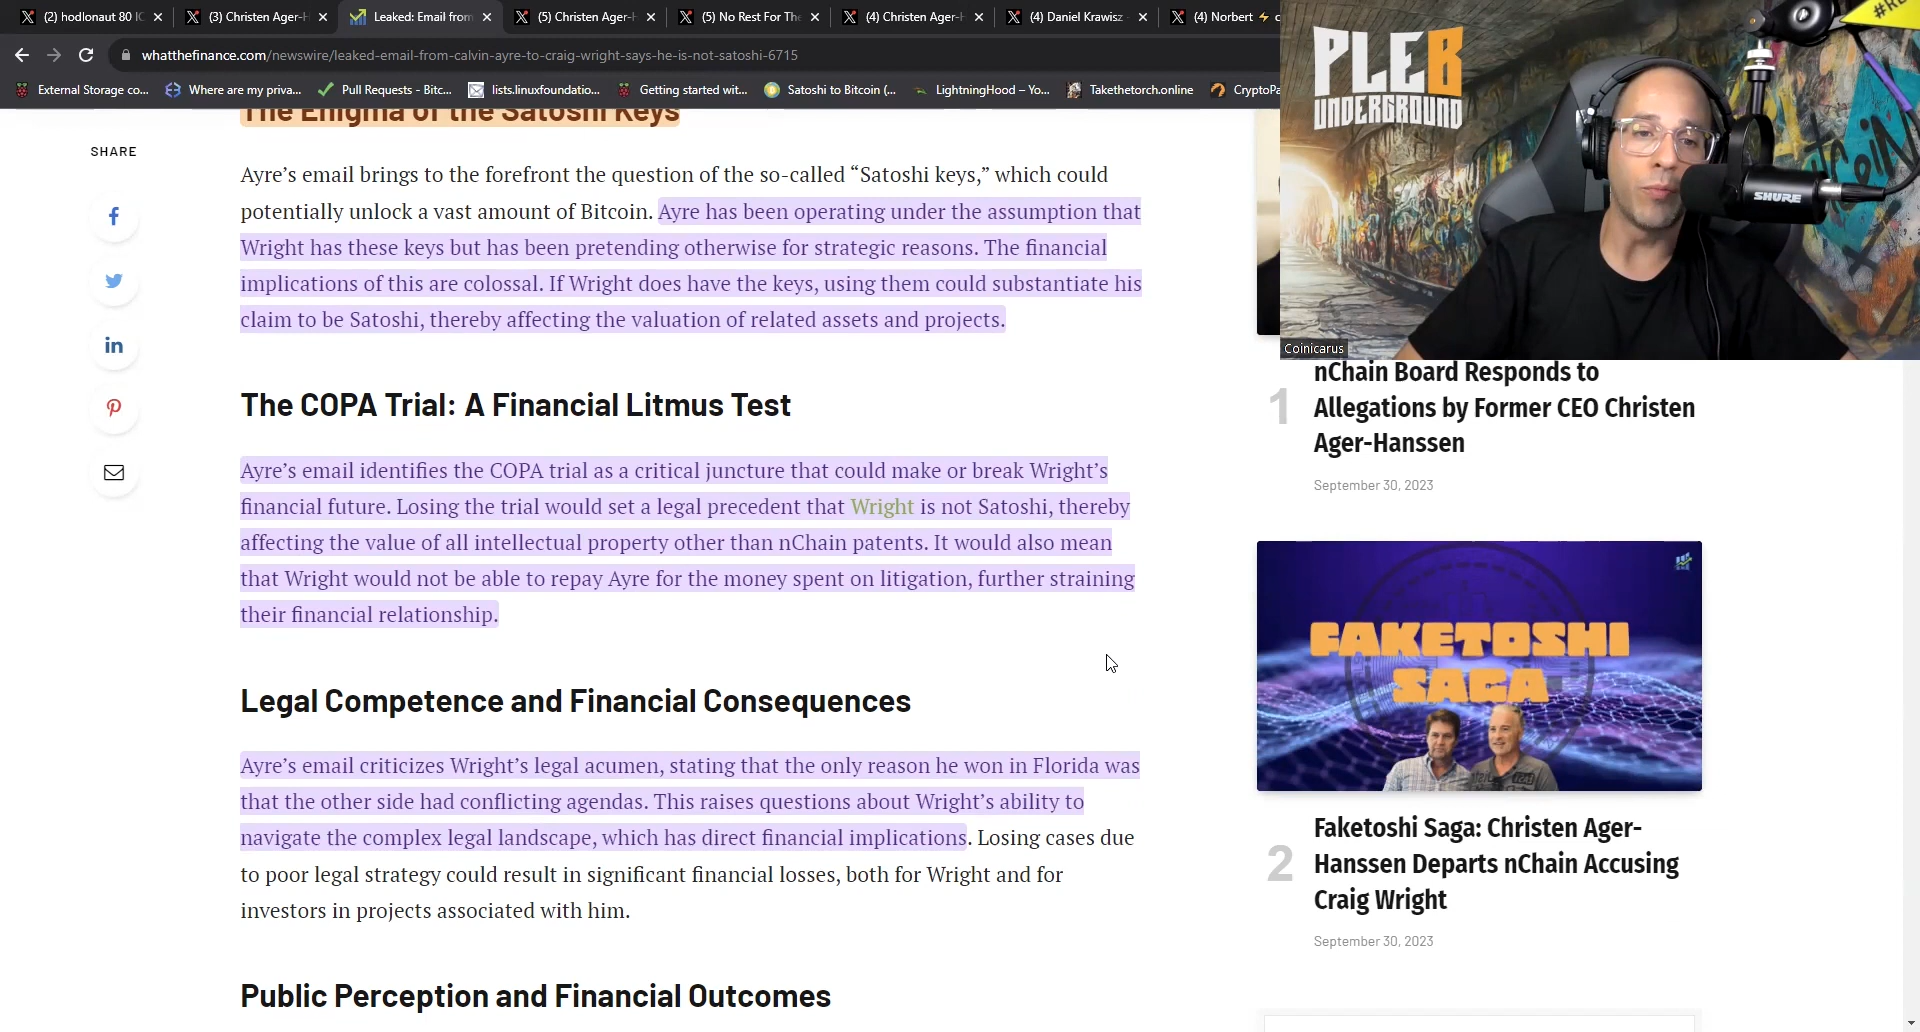 (2) hodlonaut 80 IC
(3) Christen Ager-H
Leaked: Email from
(5) Christen Ager-H
(5) No Rest For The
(4) Christen Ager-H
(4) Daniel Krawisz
(4) Norbert ⚡ c
whatthefinance.com/newswire/leaked-email-from-calvin-ayre-to-craig-wright-says-he-is-not-satoshi-6715
External Storage co...
Where are my priva...
Pull Requests - Bitc...
lists.linuxfoundatio...
Getting started wit...
Satoshi to Bitcoin (...
LightningHood – Yo...
Takethetorch.online
CryptoPa
PLEB
UNDERGROUND
SHURE
Coinicarus
SHARE
The Enigma of the Satoshi Keys
Ayre’s email brings to the forefront the question of the so-called “Satoshi keys,” which could
potentially unlock a vast amount of Bitcoin. Ayre has been operating under the assumption that
Wright has these keys but has been pretending otherwise for strategic reasons. The financial
implications of this are colossal. If Wright does have the keys, using them could substantiate his
claim to be Satoshi, thereby affecting the valuation of related assets and projects.
The COPA Trial: A Financial Litmus Test
Ayre’s email identifies the COPA trial as a critical juncture that could make or break Wright’s
financial future. Losing the trial would set a legal precedent that Wright is not Satoshi, thereby
affecting the value of all intellectual property other than nChain patents. It would also mean
that Wright would not be able to repay Ayre for the money spent on litigation, further straining
their financial relationship.
Legal Competence and Financial Consequences
Ayre’s email criticizes Wright’s legal acumen, stating that the only reason he won in Florida was
that the other side had conflicting agendas. This raises questions about Wright’s ability to
navigate the complex legal landscape, which has direct financial implications. Losing cases due
to poor legal strategy could result in significant financial losses, both for Wright and for
investors in projects associated with him.
Public Perception and Financial Outcomes
1
nChain Board Responds to
Allegations by Former CEO Christen
Ager-Hanssen
September 30, 2023
FAKETOSHI
SAGA
2
Faketoshi Saga: Christen Ager-
Hanssen Departs nChain Accusing
Craig Wright
September 30, 2023